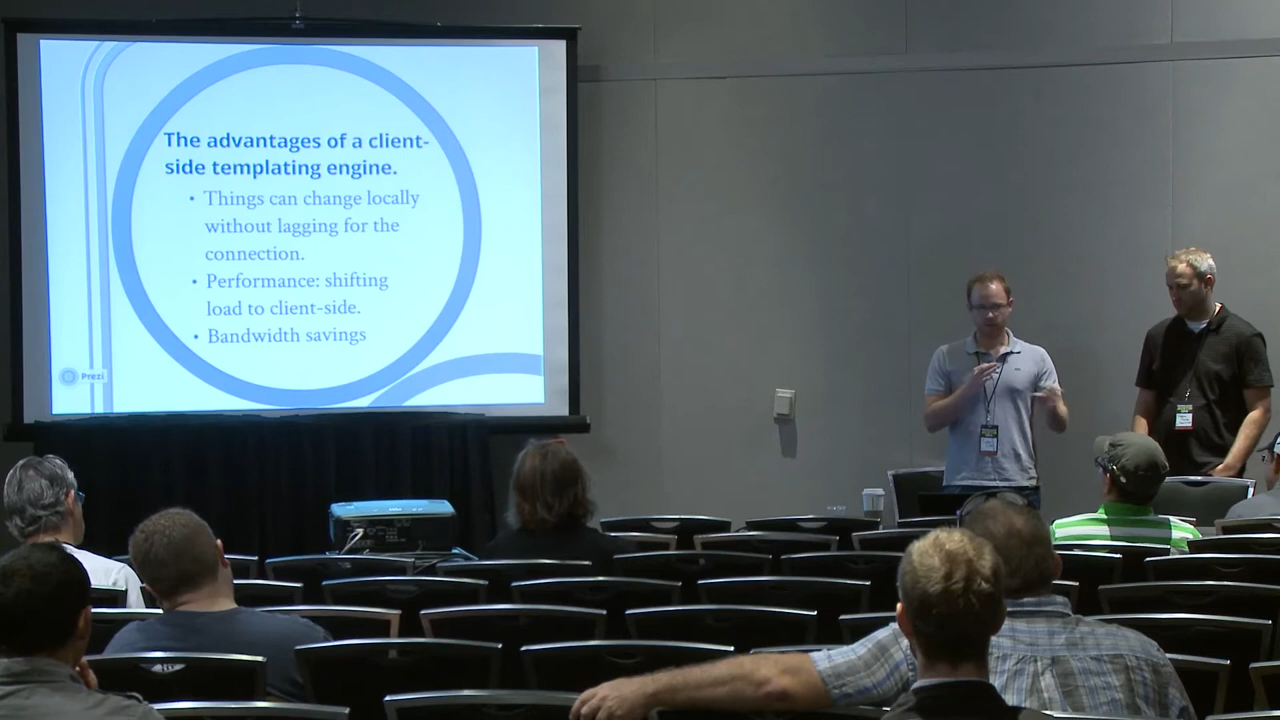 The advantages of a client-
side templating engine.
• Things can change locally
without lagging for the
connection.
• Performance: shifting
load to client-side.
• Bandwidth savings
Prezi